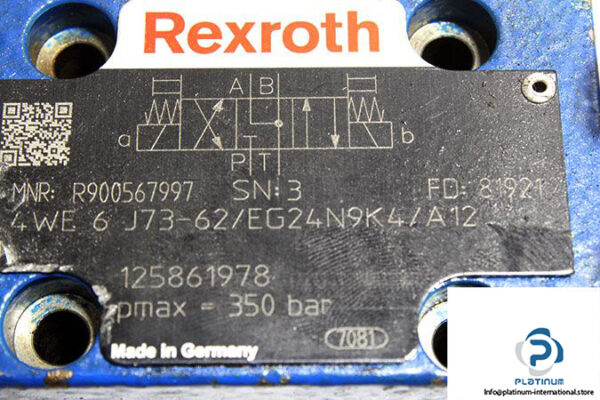 Rexroth
A B
a b
P T
MNR: R900567997 SN: 3 FD: 81921
4WE 6 J73-62/EG24N9K4/A12
125861978
pmax = 350 bar
7081
Made in Germany
PLATINUM
Info@platinum-international.store